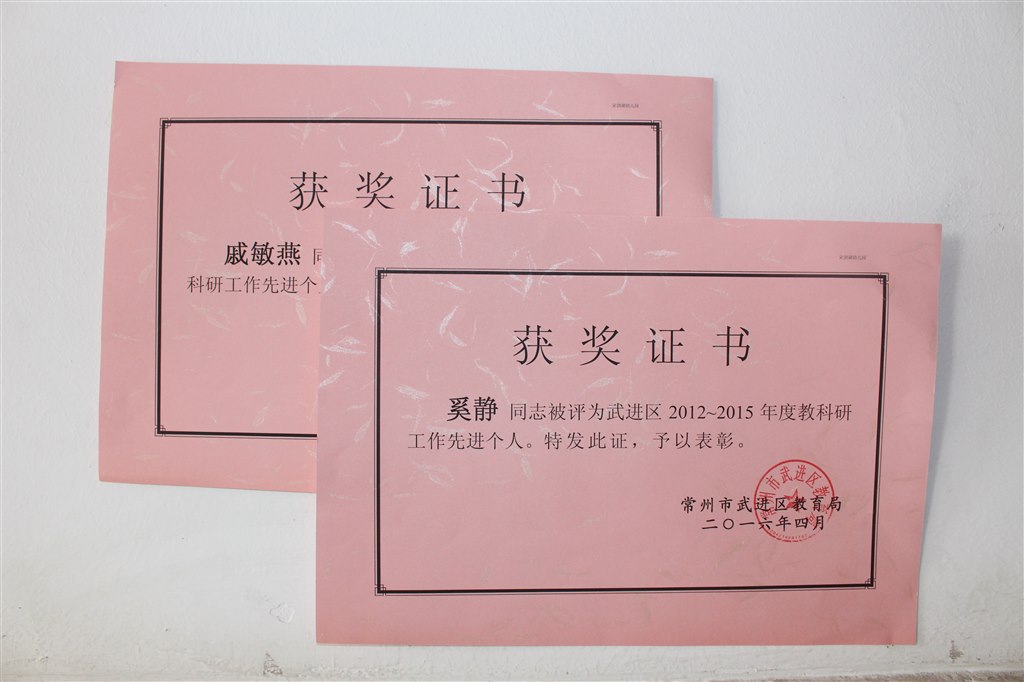 获奖证书
戚敏燕 同
科研工作先进个
获奖证书
奚静 同志被评为武进区 2012~2015 年度教科研
工作先进个人。特发此证，予以表彰。
常州市武进区教育局
二〇一六年四月